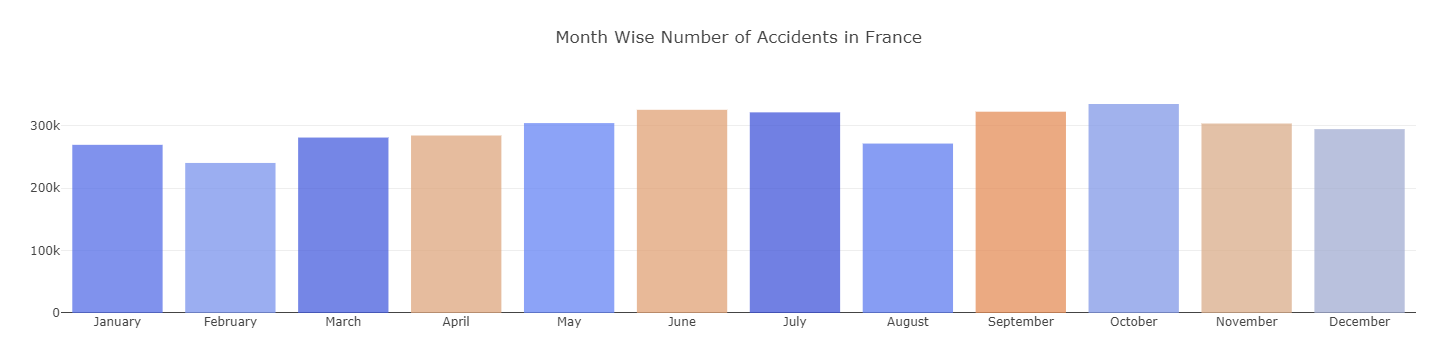 Month Wise Number of Accidents in France
300k
200k
100k
0
January February March April May June July August September October November December